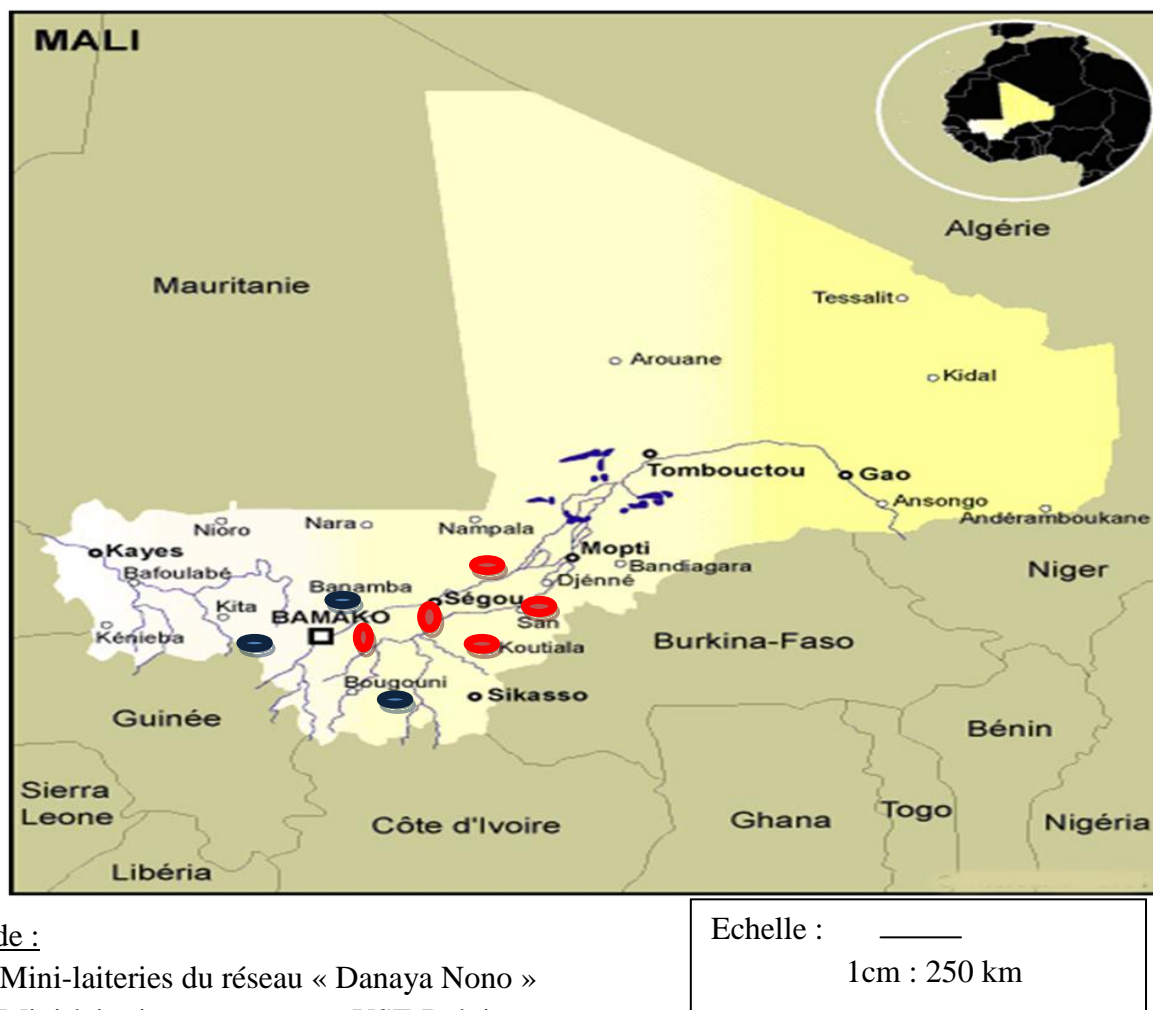 MALI
Algérie
Mauritanie
Tessalit
Arouane
Kidal
Tombouctou
Gao
Ansongo
Andéramboukane
Nioro
Nara
Nampala
Kayes
Mopti
Bafoulabé
Bandiagara
Niger
Banamba
Djénné
Kita
Ségou
BAMAKO
San
Kénieba
Koutiala
Burkina-Faso
Bougouni
Sikasso
Guinée
Bénin
Sierra
Leone
Côte d'Ivoire
Ghana
Togo
Nigéria
Libéria
de :
Mini-laiteries du réseau « Danaya Nono »
Echelle :
1cm : 250 km